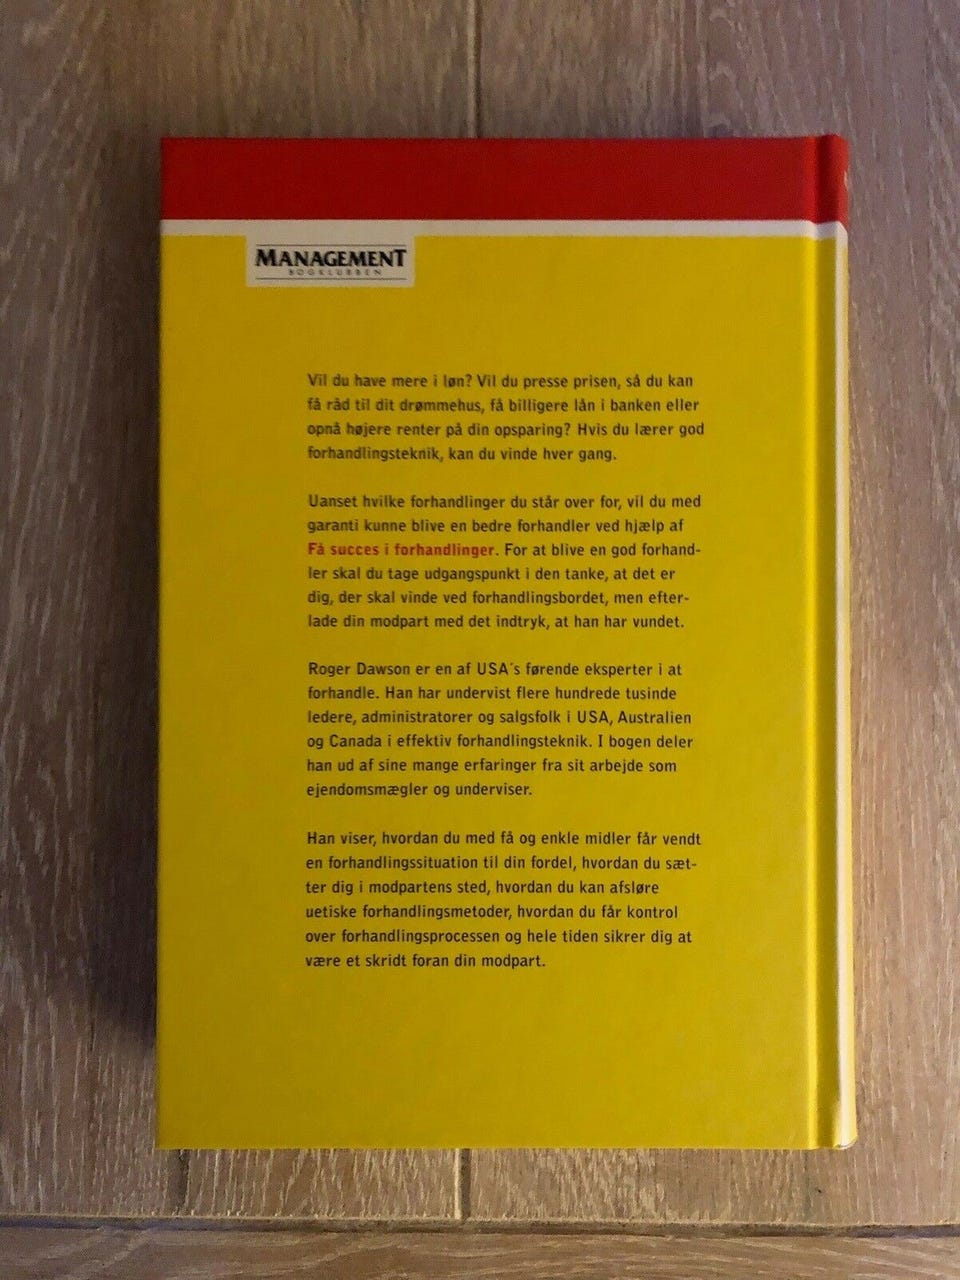 MANAGEMENT
BOGKLUBBEN
Vil du have mere i løn? Vil du presse prisen, så du kan
få råd til dit drømmehus, få billigere lån i banken eller
opnå højere renter på din opsparing? Hvis du lærer god
forhandlingsteknik, kan du vinde hver gang.
Uanset hvilke forhandlinger du står over for, vil du med
garanti kunne blive en bedre forhandler ved hjælp af
Få succes i forhandlinger. For at blive en god forhand-
ler skal du tage udgangspunkt i den tanke, at det er
dig, der skal vinde ved forhandlingsbordet, men efter-
lade din modpart med det indtryk, at han har vundet.
Roger Dawson er en af USA´s førende eksperter i at
forhandle. Han har undervist flere hundrede tusinde
ledere, administratorer og salgsfolk i USA, Australien
og Canada i effektiv forhandlingsteknik. I bogen deler
han ud af sine mange erfaringer fra sit arbejde som
ejendomsmægler og underviser.
Han viser, hvordan du med få og enkle midler får vendt
en forhandlingssituation til din fordel, hvordan du sæt-
ter dig i modpartens sted, hvordan du kan afsløre
uetiske forhandlingsmetoder, hvordan du får kontrol
over forhandlingsprocessen og hele tiden sikrer dig at
være et skridt foran din modpart.